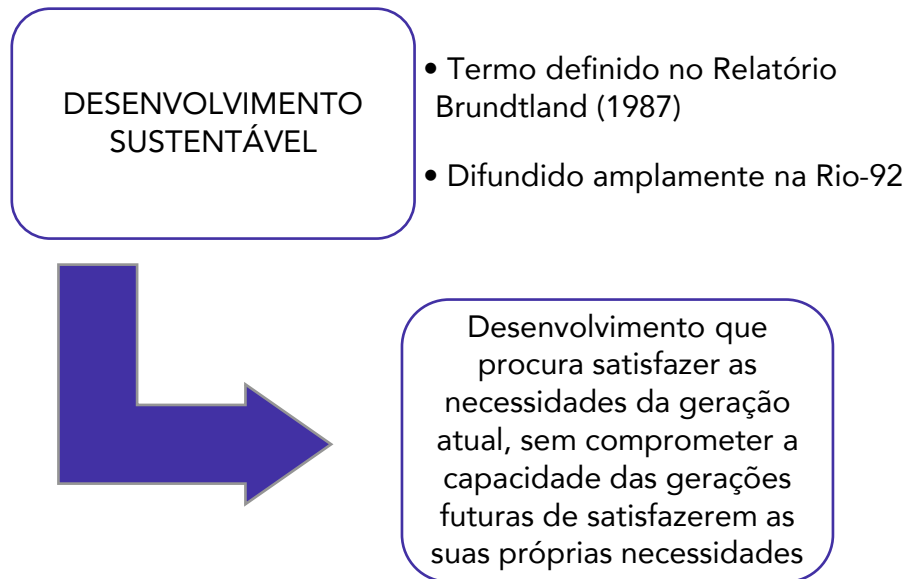 DESENVOLVIMENTO
SUSTENTÁVEL
• Termo definido no Relatório
Brundtland (1987)
• Difundido amplamente na Rio-92
Desenvolvimento que
procura satisfazer as
necessidades da geração
atual, sem comprometer a
capacidade das gerações
futuras de satisfazerem as
suas próprias necessidades